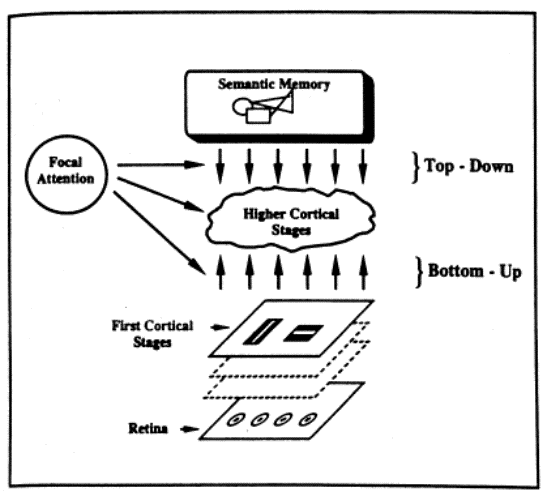 Semantic Memory
Focal
Attention
Top - Down
Higher Cortical
Stages
Bottom - Up
First Cortical
Stages
Retina